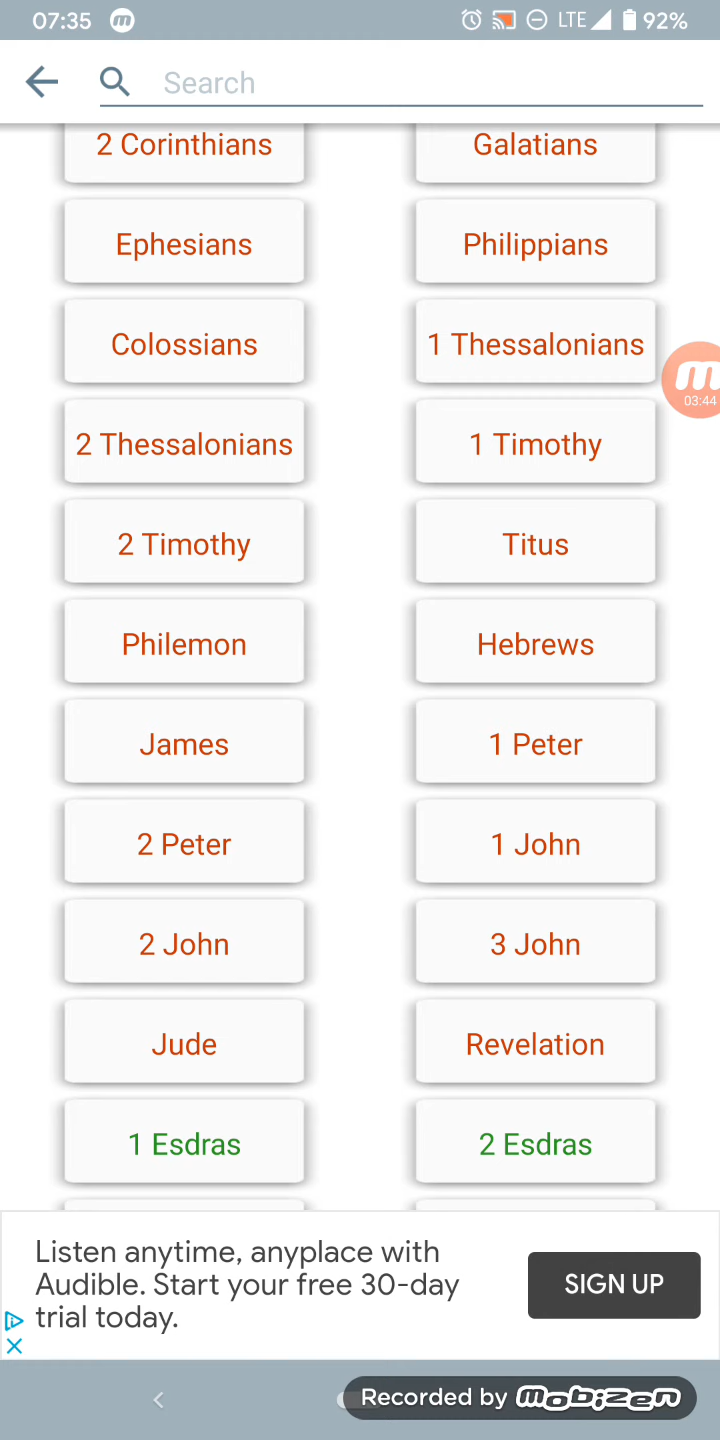 07:35 m LTE 92%
Search
2 Corinthians
Galatians
Ephesians
Philippians
Colossians
1 Thessalonians
2 Thessalonians
1 Timothy
2 Timothy
Titus
Philemon
Hebrews
James
1 Peter
2 Peter
1 John
2 John
3 John
Jude
Revelation
1 Esdras
2 Esdras
m
03:44
Listen anytime, anyplace with
Audible. Start your free 30-day
trial today.
SIGN UP
Recorded by mobizen